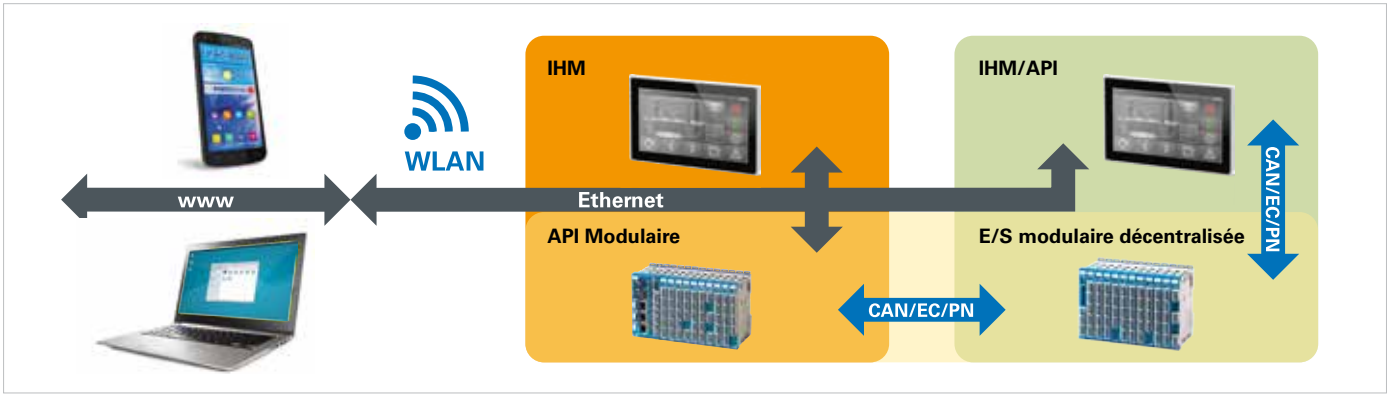 IHM
IHM/API
WLAN
www
Ethernet
CAN/EC/PN
API Modulaire
E/S modulaire décentralisée
CAN/EC/PN